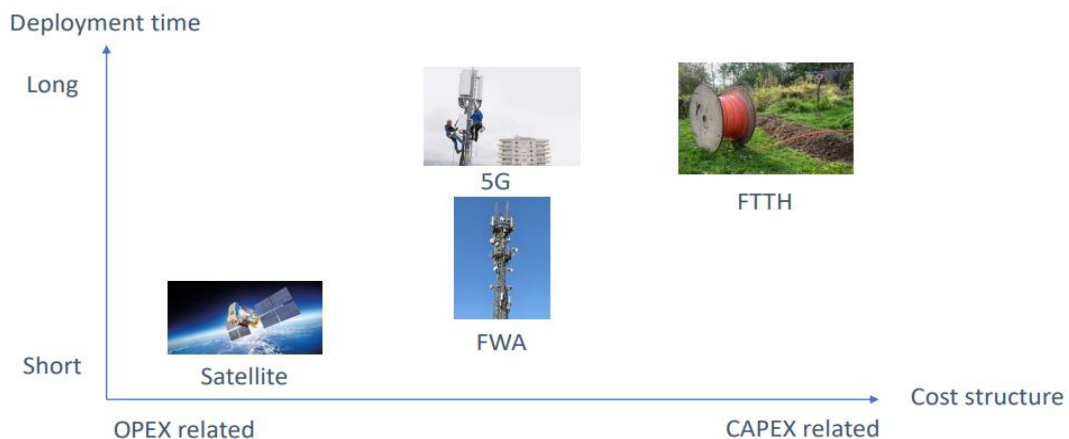 Deployment time
Long
5G
FTTH
FWA
Short
Satellite
Cost structure
OPEX related
CAPEX related